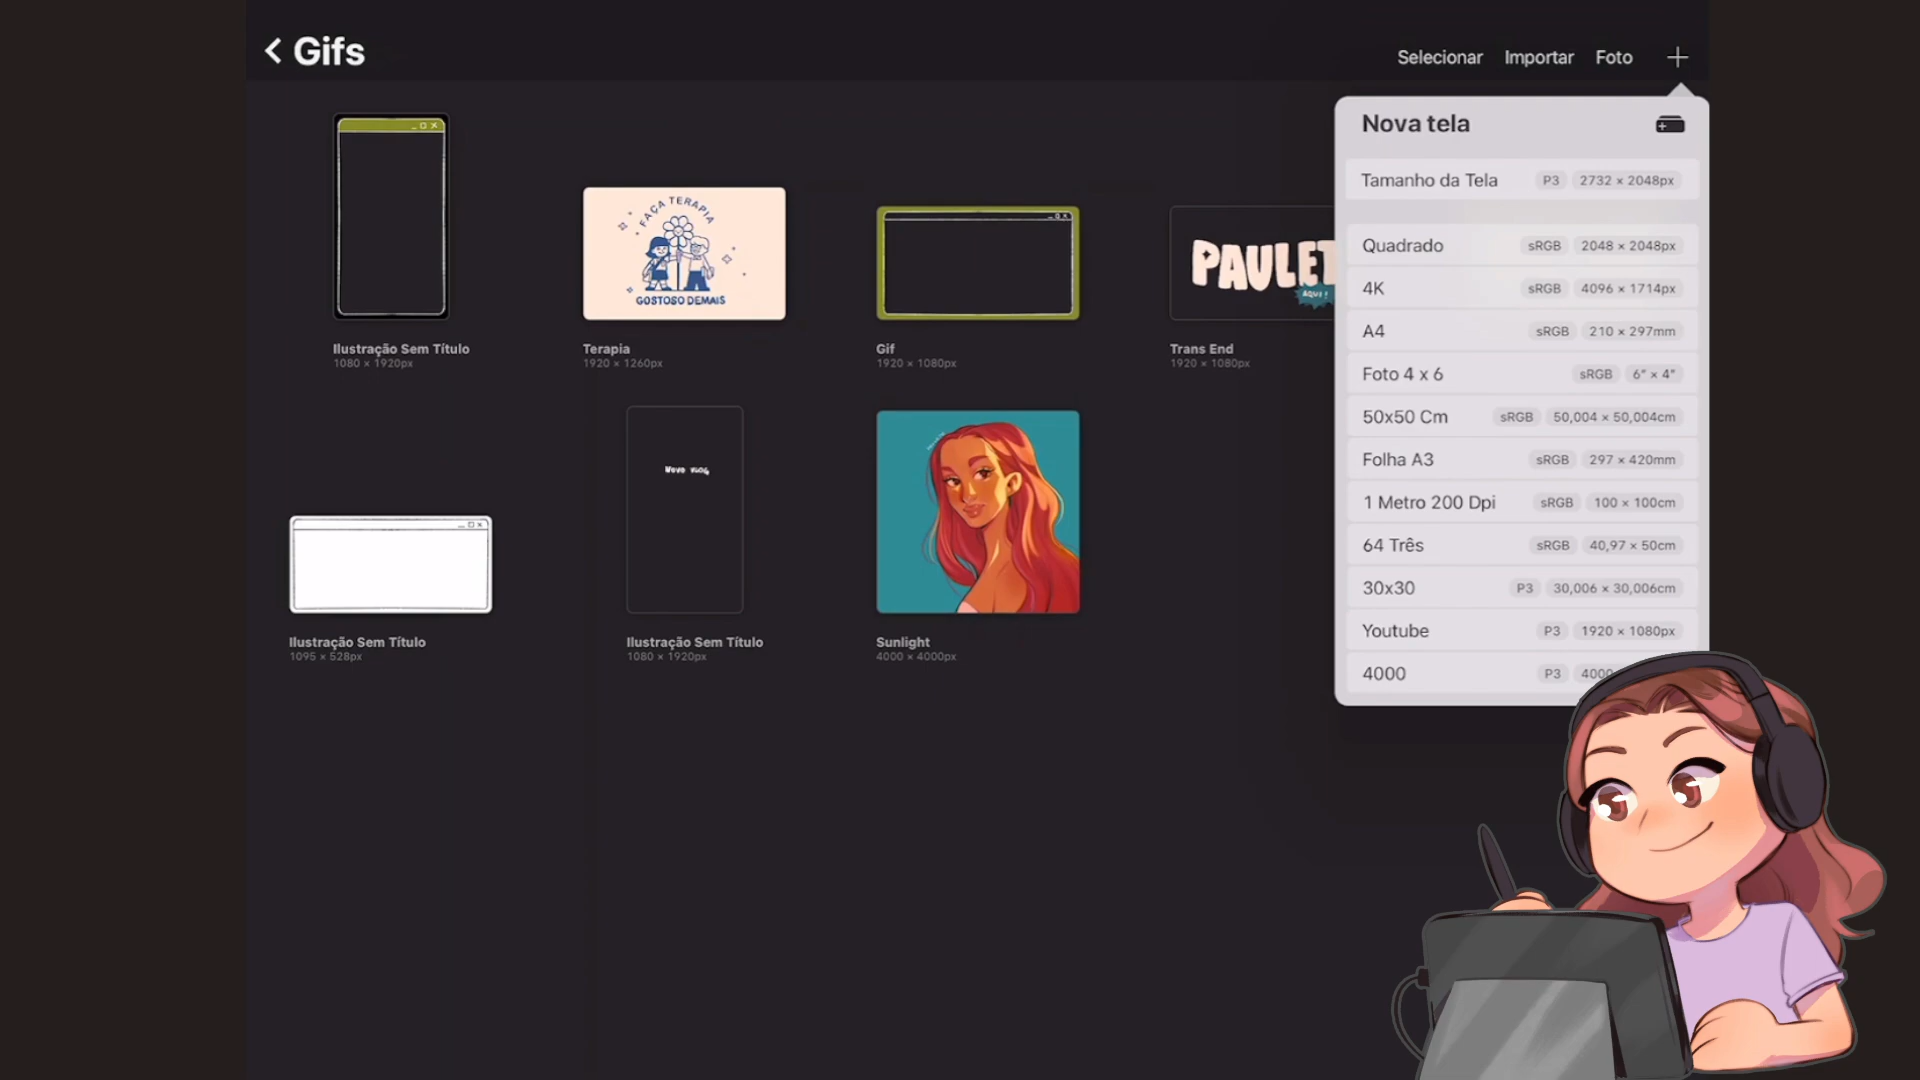 Gifs
Selecionar Importar Foto
Nova tela
Tamanho da Tela P3 2732 × 2048px
Quadrado sRGB 2048 × 2048px
4K sRGB 4096 × 1714px
A4 sRGB 210 × 297mm
Foto 4 x 6 sRGB 6" × 4"
50x50 Cm sRGB 50,004 × 50,004cm
Folha A3 sRGB 297 × 420mm
1 Metro 200 Dpi sRGB 100 × 100cm
64 Três sRGB 40,97 × 50cm
30x30 P3 30,006 × 30,006cm
Youtube P3 1920 × 1080px
4000 P3 4000
FAÇA TERAPIA
GOSTOSO DEMAIS
PAULET
AQUI!
Ilustração Sem Título
1080 × 1920px
Terapia
1920 × 1260px
Gif
1920 × 1080px
Trans End
1920 × 1080px
Ilustração Sem Título
1095 × 528px
Ilustração Sem Título
1080 × 1920px
Sunlight
4000 × 4000px